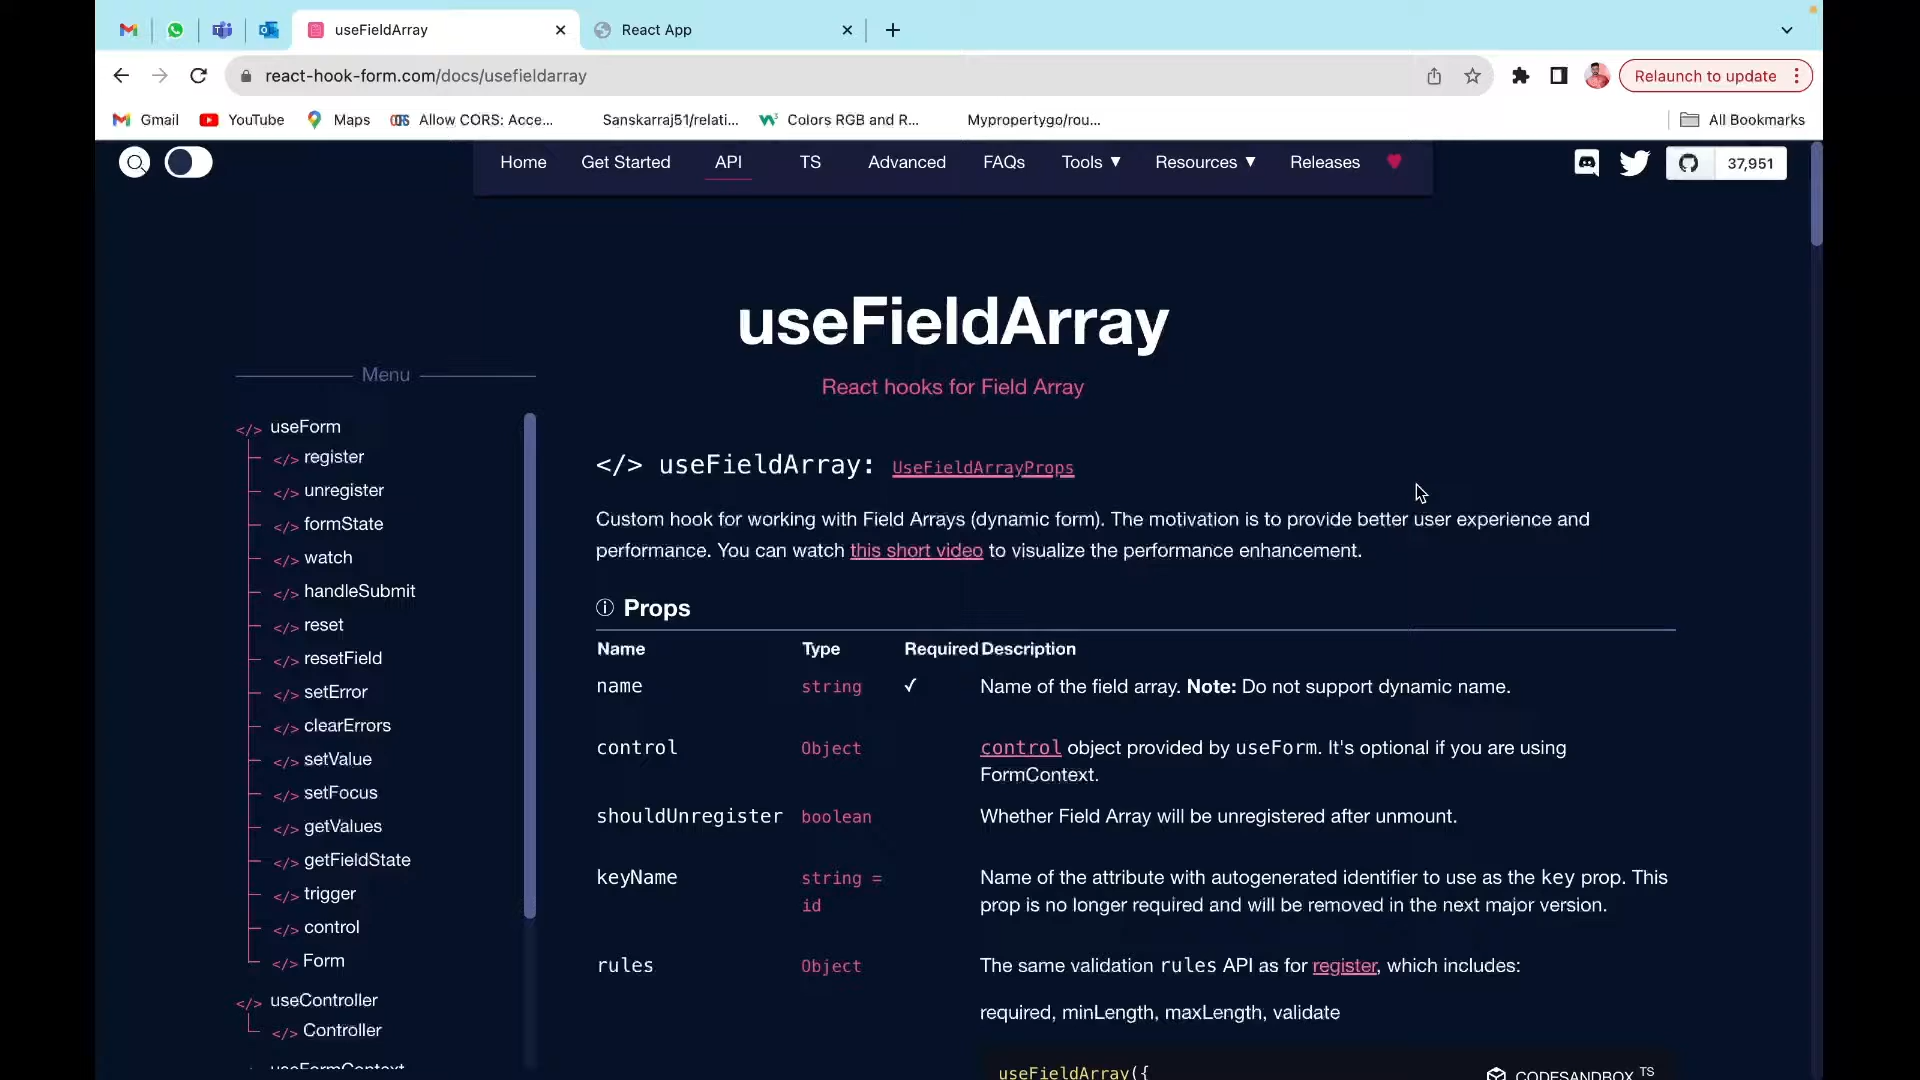 useFieldArray
React App
react-hook-form.com/docs/usefieldarray
Relaunch to update
Gmail
YouTube
Maps
Allow CORS: Acce...
Sanskarraj51/relati...
Colors RGB and R...
Mypropertygo/rou...
All Bookmarks
Home
Get Started
API
TS
Advanced
FAQs
Tools ▼
Resources ▼
Releases
37,951
useFieldArray
React hooks for Field Array
Menu
</> useForm
</> register
</> unregister
</> formState
</> watch
</> handleSubmit
</> reset
</> resetField
</> setError
</> clearErrors
</> setValue
</> setFocus
</> getValues
</> getFieldState
</> trigger
</> control
</> Form
</> useController
</> Controller
useFormContext
</> useFieldArray: UseFieldArrayProps
Custom hook for working with Field Arrays (dynamic form). The motivation is to provide better user experience and
performance. You can watch this short video to visualize the performance enhancement.
Props
Name Type Required Description
name string ✓ Name of the field array. Note: Do not support dynamic name.
control Object control object provided by useForm. It's optional if you are using
FormContext.
shouldUnregister boolean Whether Field Array will be unregistered after unmount.
keyName string = Name of the attribute with autogenerated identifier to use as the key prop. This
id prop is no longer required and will be removed in the next major version.
rules Object The same validation rules API as for register, which includes:
required, minLength, maxLength, validate
useFieldArray({
CODESANDBOX TS